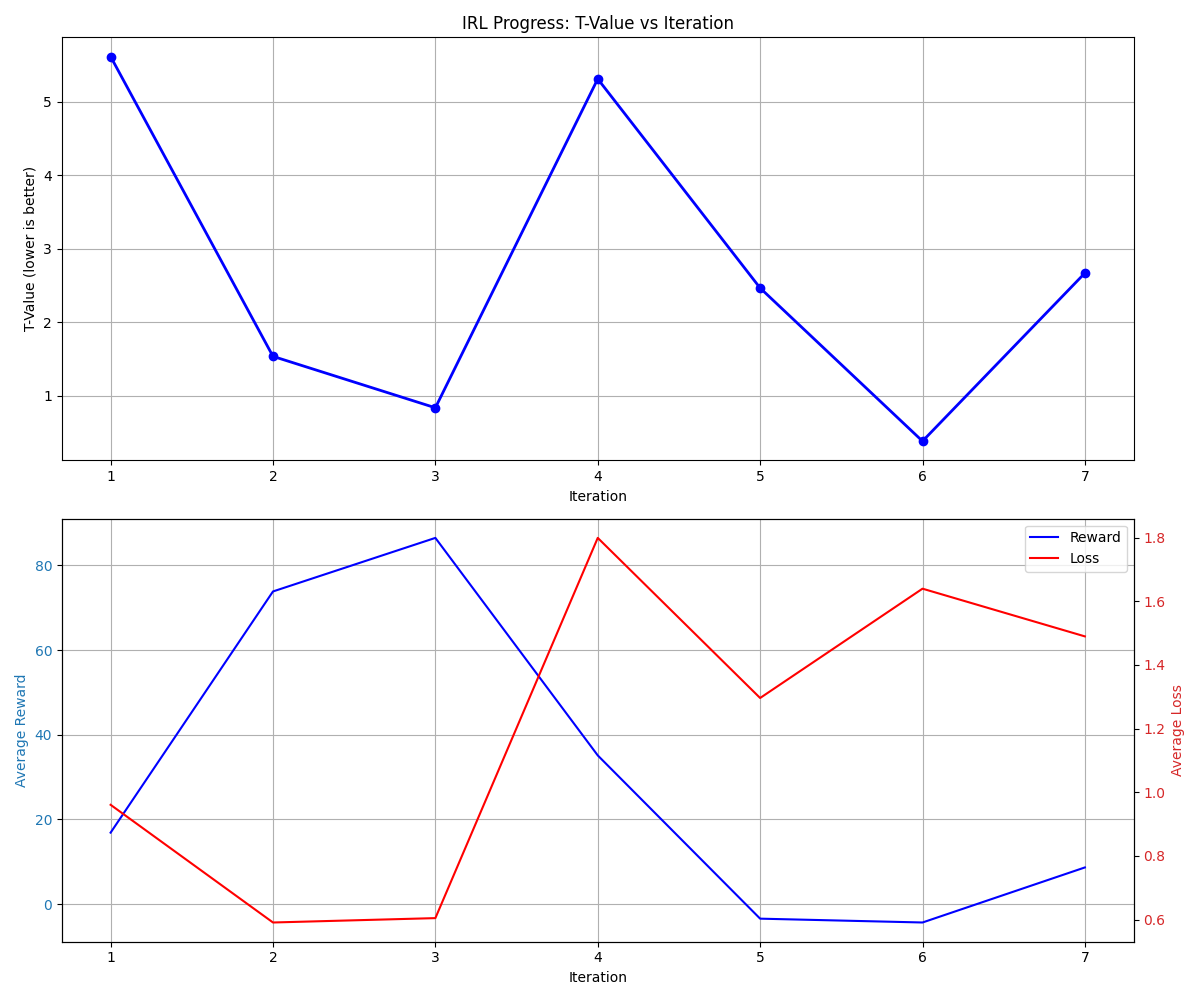 IRL Progress: T-Value vs Iteration
T-Value (lower is better)
5
4
3
2
1
1 2 3 4 5 6 7
Iteration
Reward
Loss
Average Reward
80
60
40
20
0
1.8
1.6
1.4
1.2
1.0
0.8
0.6
Average Loss
1 2 3 4 5 6 7
Iteration